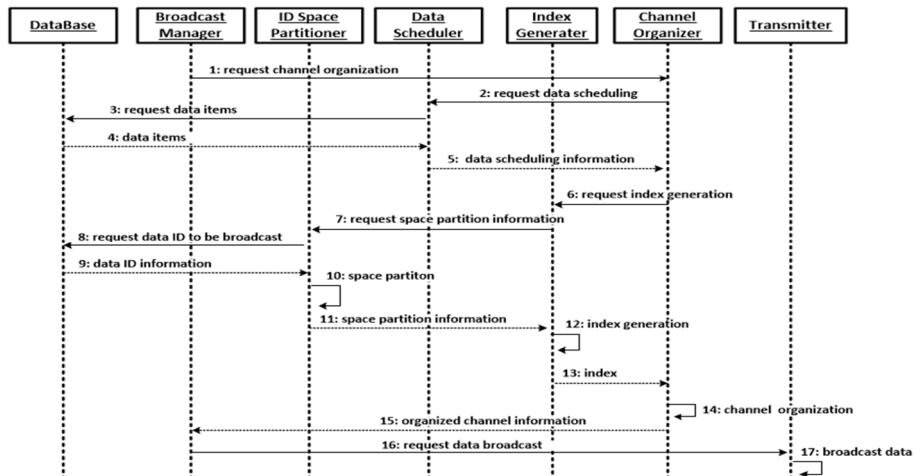 DataBase
Broadcast
Manager
ID Space
Partitioner
Data
Scheduler
Index
Generater
Channel
Organizer
Transmitter
1: request channel organization
2: request data scheduling
3: request data items
4: data items
5: data scheduling information
6: request index generation
7: request space partition information
8: request data ID to be broadcast
9: data ID information
10: space partiton
11: space partition information
12: index generation
13: index
14: channel organization
15: organized channel information
16: request data broadcast
17: broadcast data